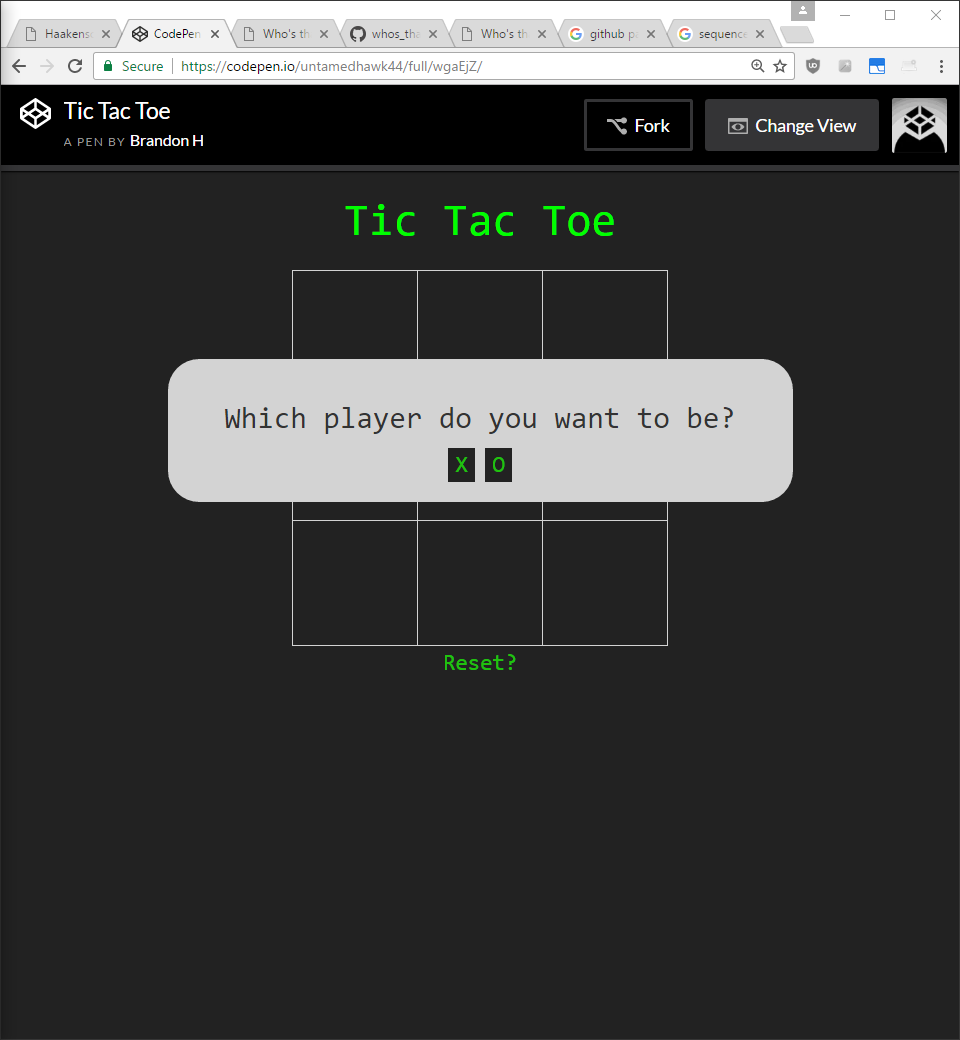 Haakens
CodePen
Who's th
whos_tha
Who's th
github pa
sequence
Secure
https://codepen.io/untamedhawk44/full/wgaEjZ/
Tic Tac Toe
A PEN BY Brandon H
Fork
Change View
Tic Tac Toe
Which player do you want to be?
X O
Reset?